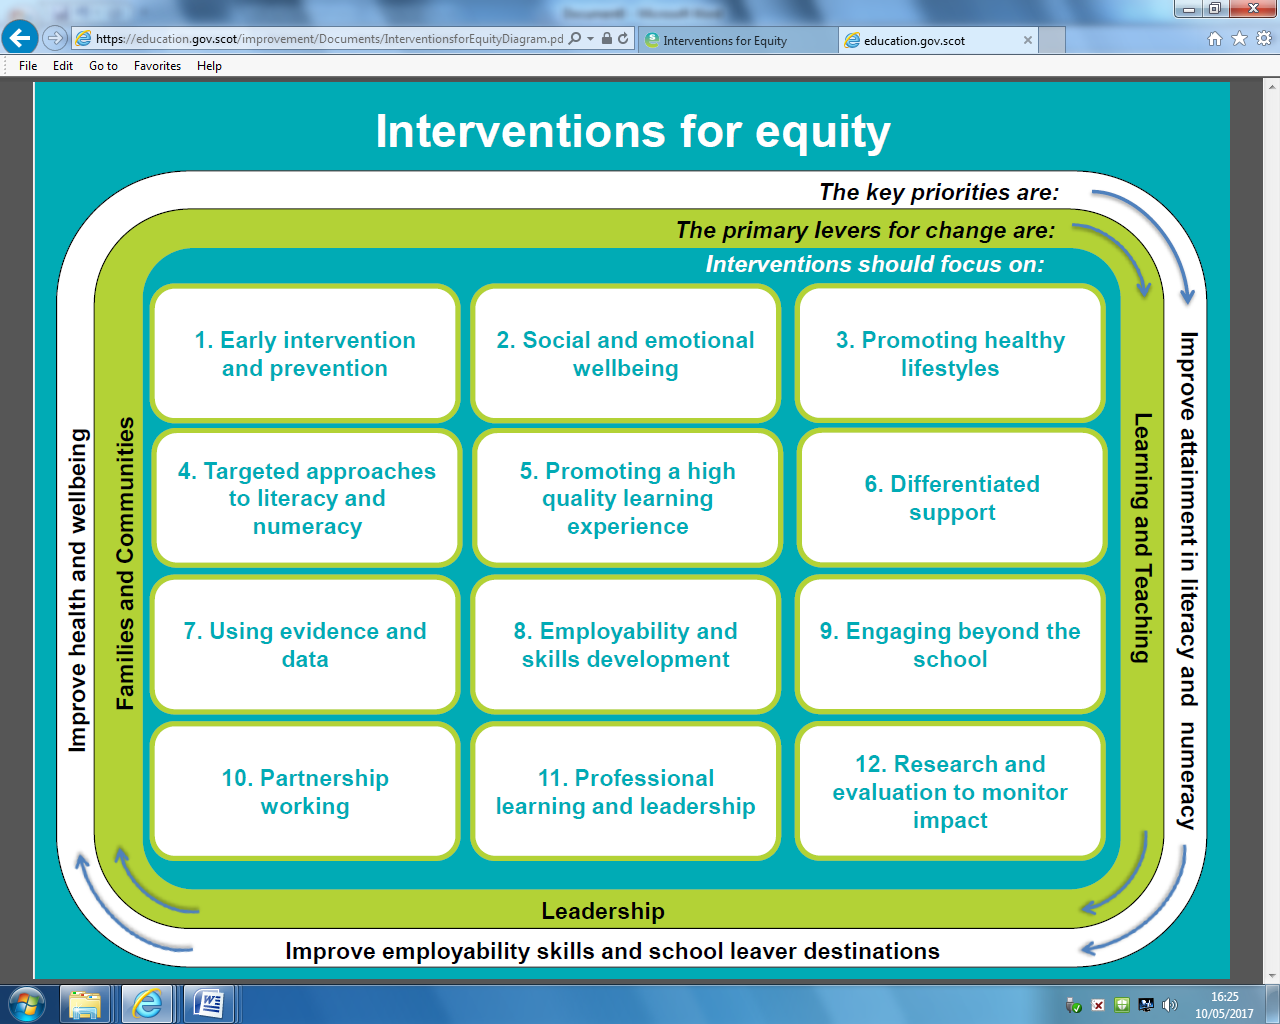 Document8 - Microsoft Word
https://education.gov.scot/improvement/Documents/InterventionsforEquityDiagram.pd
Interventions for Equity
education.gov.scot
File Edit Go to Favorites Help
Interventions for equity
The key priorities are:
The primary levers for change are:
Interventions should focus on:
1. Early intervention
and prevention
2. Social and emotional
wellbeing
3. Promoting healthy
lifestyles
4. Targeted approaches
to literacy and
numeracy
5. Promoting a high
quality learning
experience
6. Differentiated
support
7. Using evidence and
data
8. Employability and
skills development
9. Engaging beyond the
school
10. Partnership
working
11. Professional
learning and leadership
12. Research and
evaluation to monitor
impact
Learning and Teaching
Improve attainment in literacy and numeracy
Leadership
Improve employability skills and school leaver destinations
Families and Communities
Improve health and wellbeing
16:25
10/05/2017